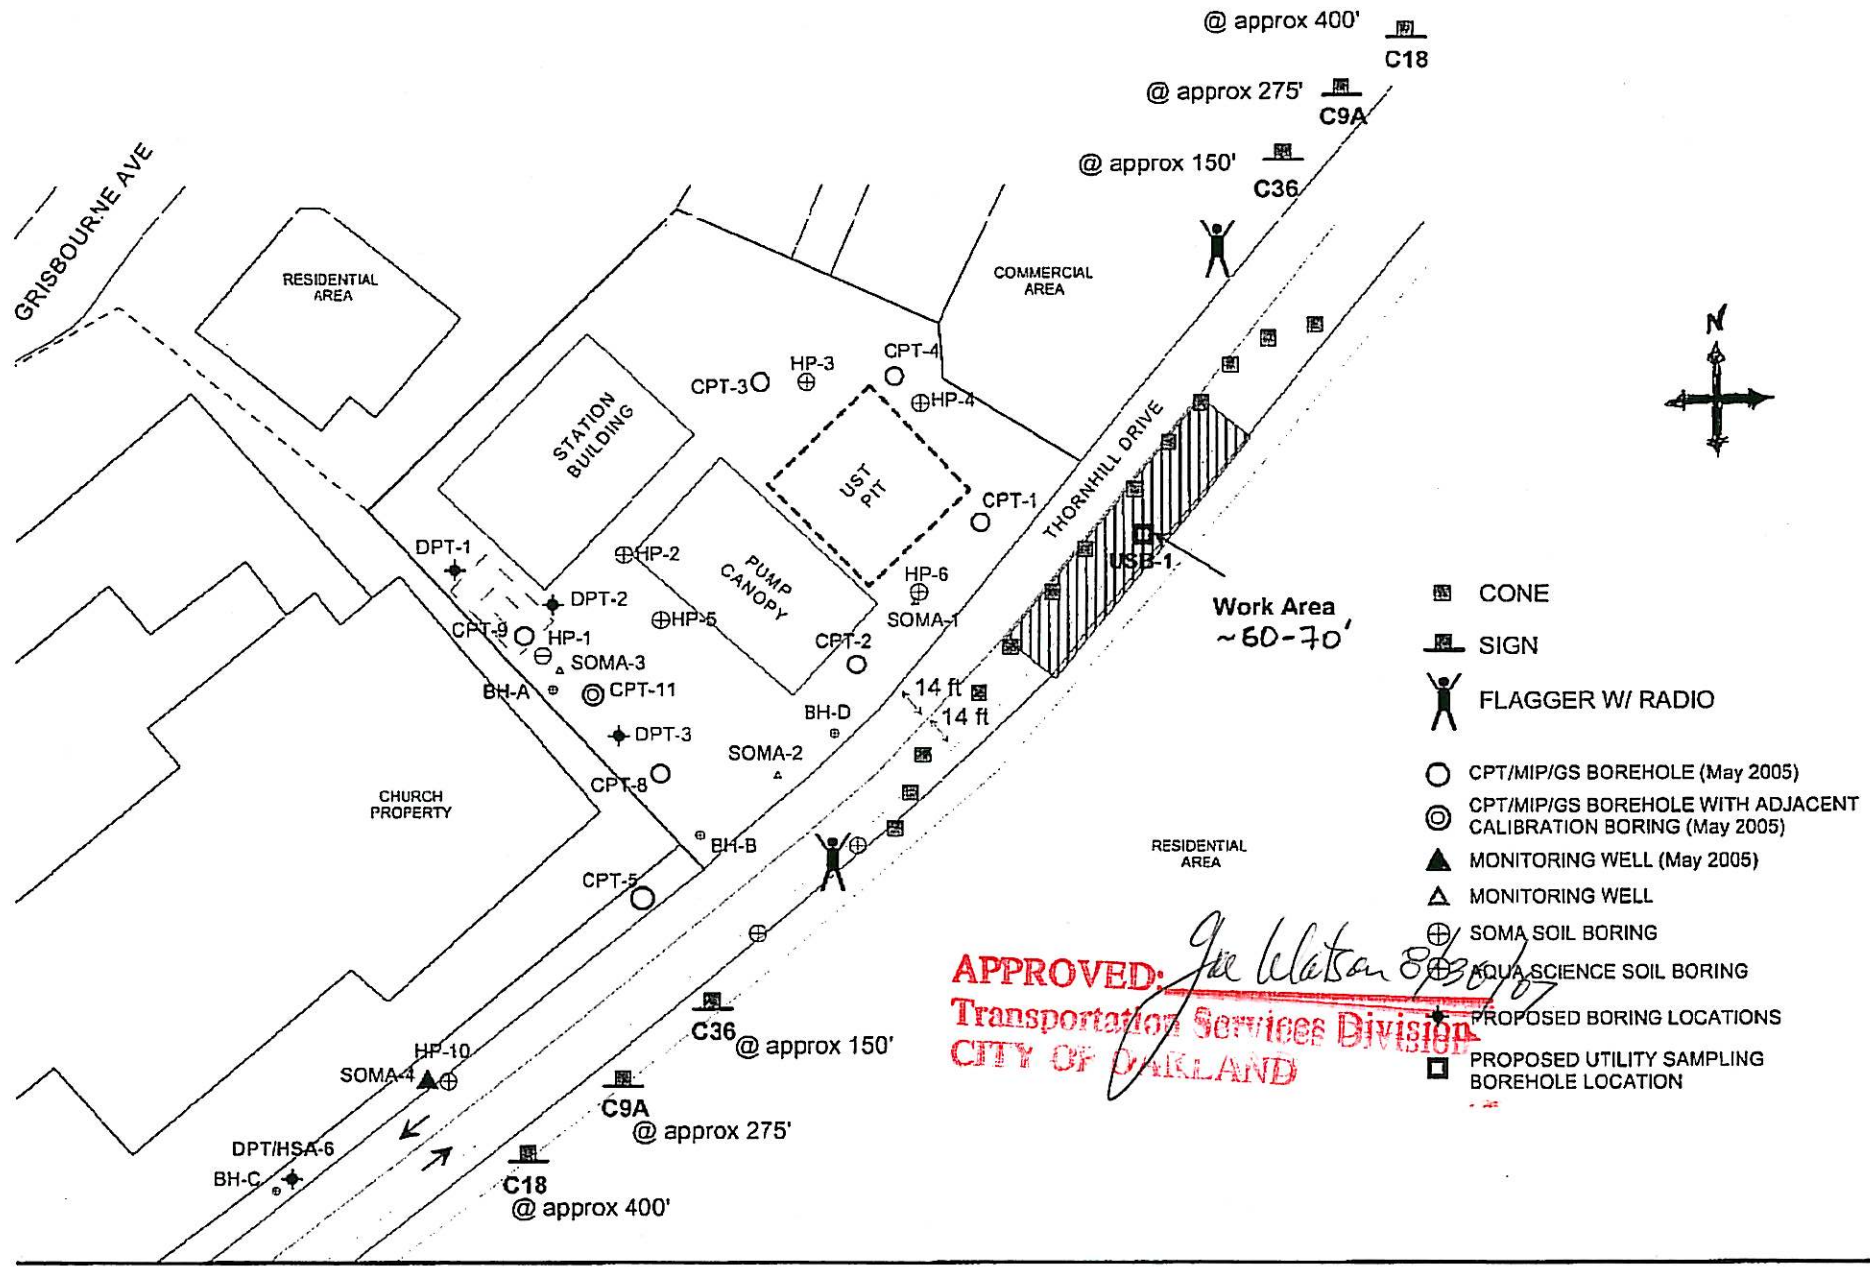 @ approx 400'
C18
@ approx 275'
C9A
@ approx 150'
C36
GRISBOURNE AVE
RESIDENTIAL
AREA
COMMERCIAL
AREA
N
STATION
BUILDING
CPT-3
HP-3
CPT-4
HP-4
UST
PIT
CPT-1
THORNHILL DRIVE
DPT-1
HP-2
PUMP
CANOPY
HP-6
SOMA-1
USB-1
DPT-2
HP-5
CPT-9
HP-1
CPT-2
SOMA-3
BH-A
CPT-11
Work Area
~60-70'
14 ft
14 ft
BH-D
DPT-3
SOMA-2
CPT-8
CHURCH
PROPERTY
BH-B
CPT-5
RESIDENTIAL
AREA
CONE
SIGN
FLAGGER W/ RADIO
CPT/MIP/GS BOREHOLE (May 2005)
CPT/MIP/GS BOREHOLE WITH ADJACENT
CALIBRATION BORING (May 2005)
MONITORING WELL (May 2005)
MONITORING WELL
SOMA SOIL BORING
AQUA SCIENCE SOIL BORING
PROPOSED BORING LOCATIONS
PROPOSED UTILITY SAMPLING
BOREHOLE LOCATION
APPROVED: Joe Watson 8/30/07
Transportation Services Division
CITY OF OAKLAND
C36
@ approx 150'
HP-10
SOMA-4
C9A
@ approx 275'
DPT/HSA-6
BH-C
C18
@ approx 400'